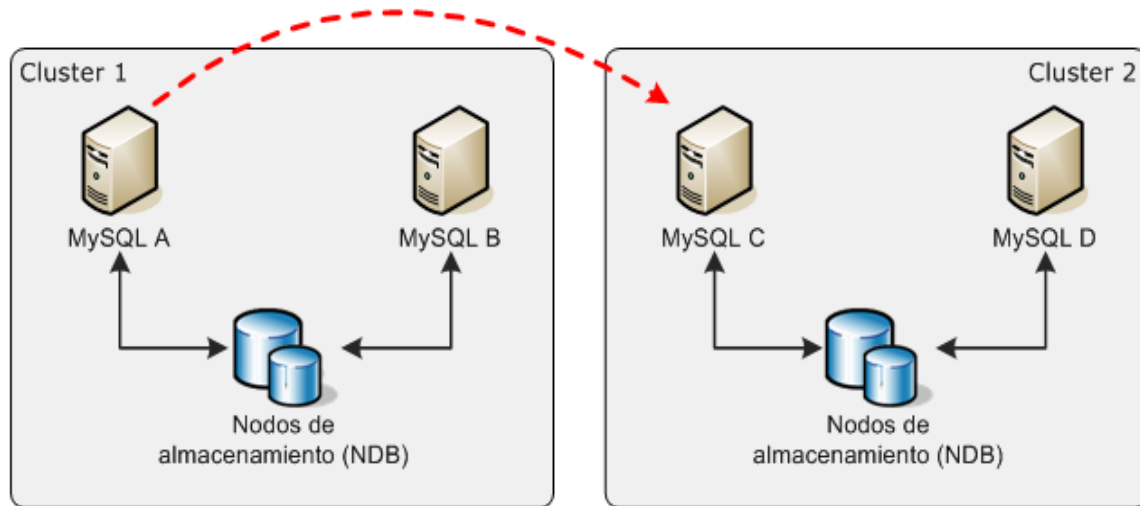 Cluster 1
MySQL A
MySQL B
Nodos de
almacenamiento (NDB)
Cluster 2
MySQL C
MySQL D
Nodos de
almacenamiento (NDB)